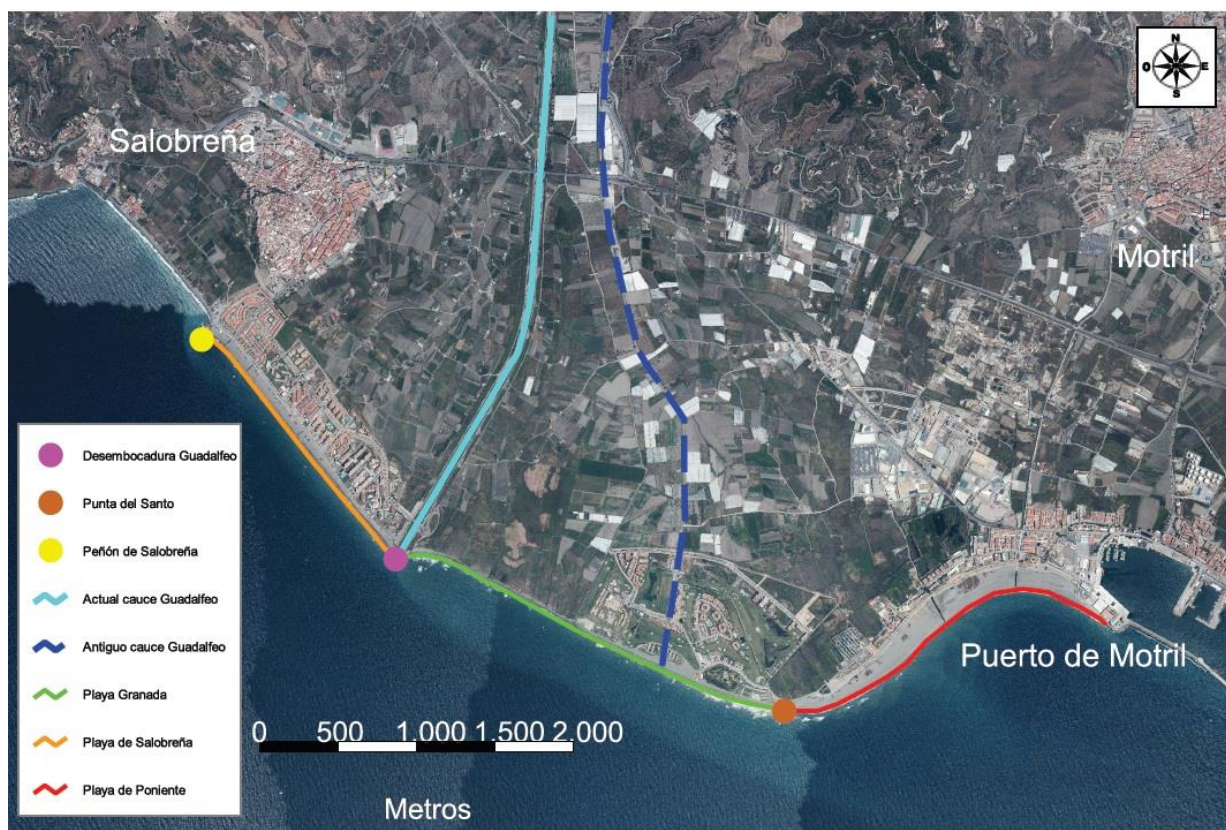 N
O E
S
Salobreña
Motril
Desembocadura Guadalfeo
Punta del Santo
Peñón de Salobreña
Actual cauce Guadalfeo
Antiguo cauce Guadalfeo
Playa Granada
Playa de Salobreña
Playa de Poniente
Puerto de Motril
0 500 1.000 1.500 2.000
Metros